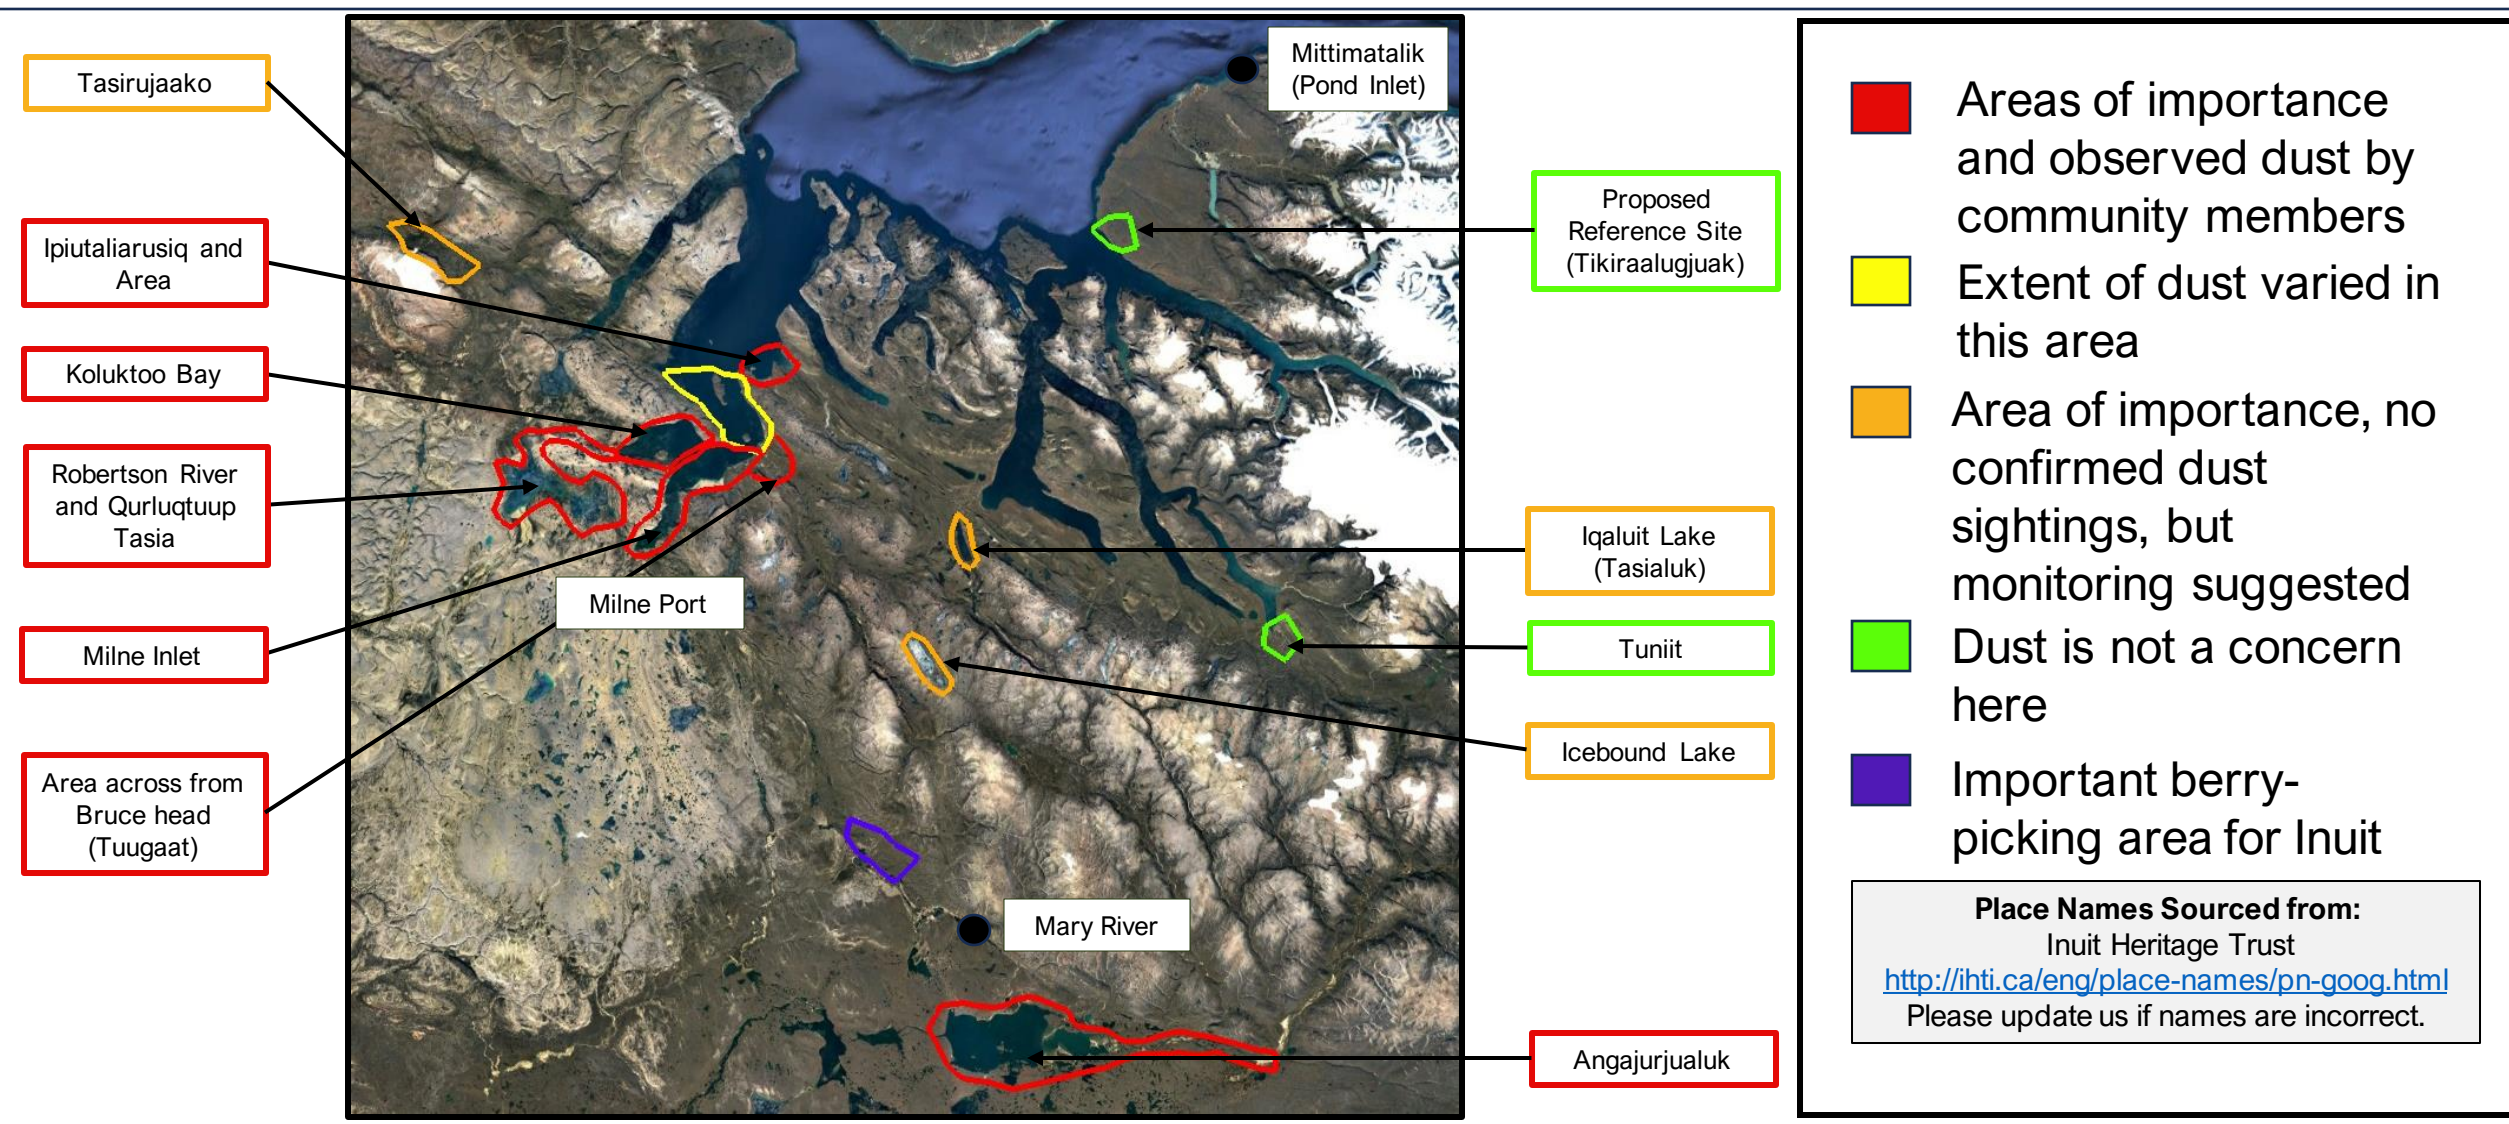 Tasirujaako
Ipiutaliarusiq and
Area
Koluktoo Bay
Robertson River
and Qurluqtuup
Tasia
Milne Inlet
Area across from
Bruce head
(Tuugaat)
Mittimatalik
(Pond Inlet)
Milne Port
Mary River
Proposed
Reference Site
(Tikiraalugjuak)
Iqaluit Lake
(Tasialuk)
Tuniit
Icebound Lake
Angajurjualuk
Areas of importance
and observed dust by
community members
Extent of dust varied in
this area
Area of importance, no
confirmed dust
sightings, but
monitoring suggested
Dust is not a concern
here
Important berry-
picking area for Inuit
Place Names Sourced from:
Inuit Heritage Trust
http://ihti.ca/eng/place-names/pn-goog.html
Please update us if names are incorrect.